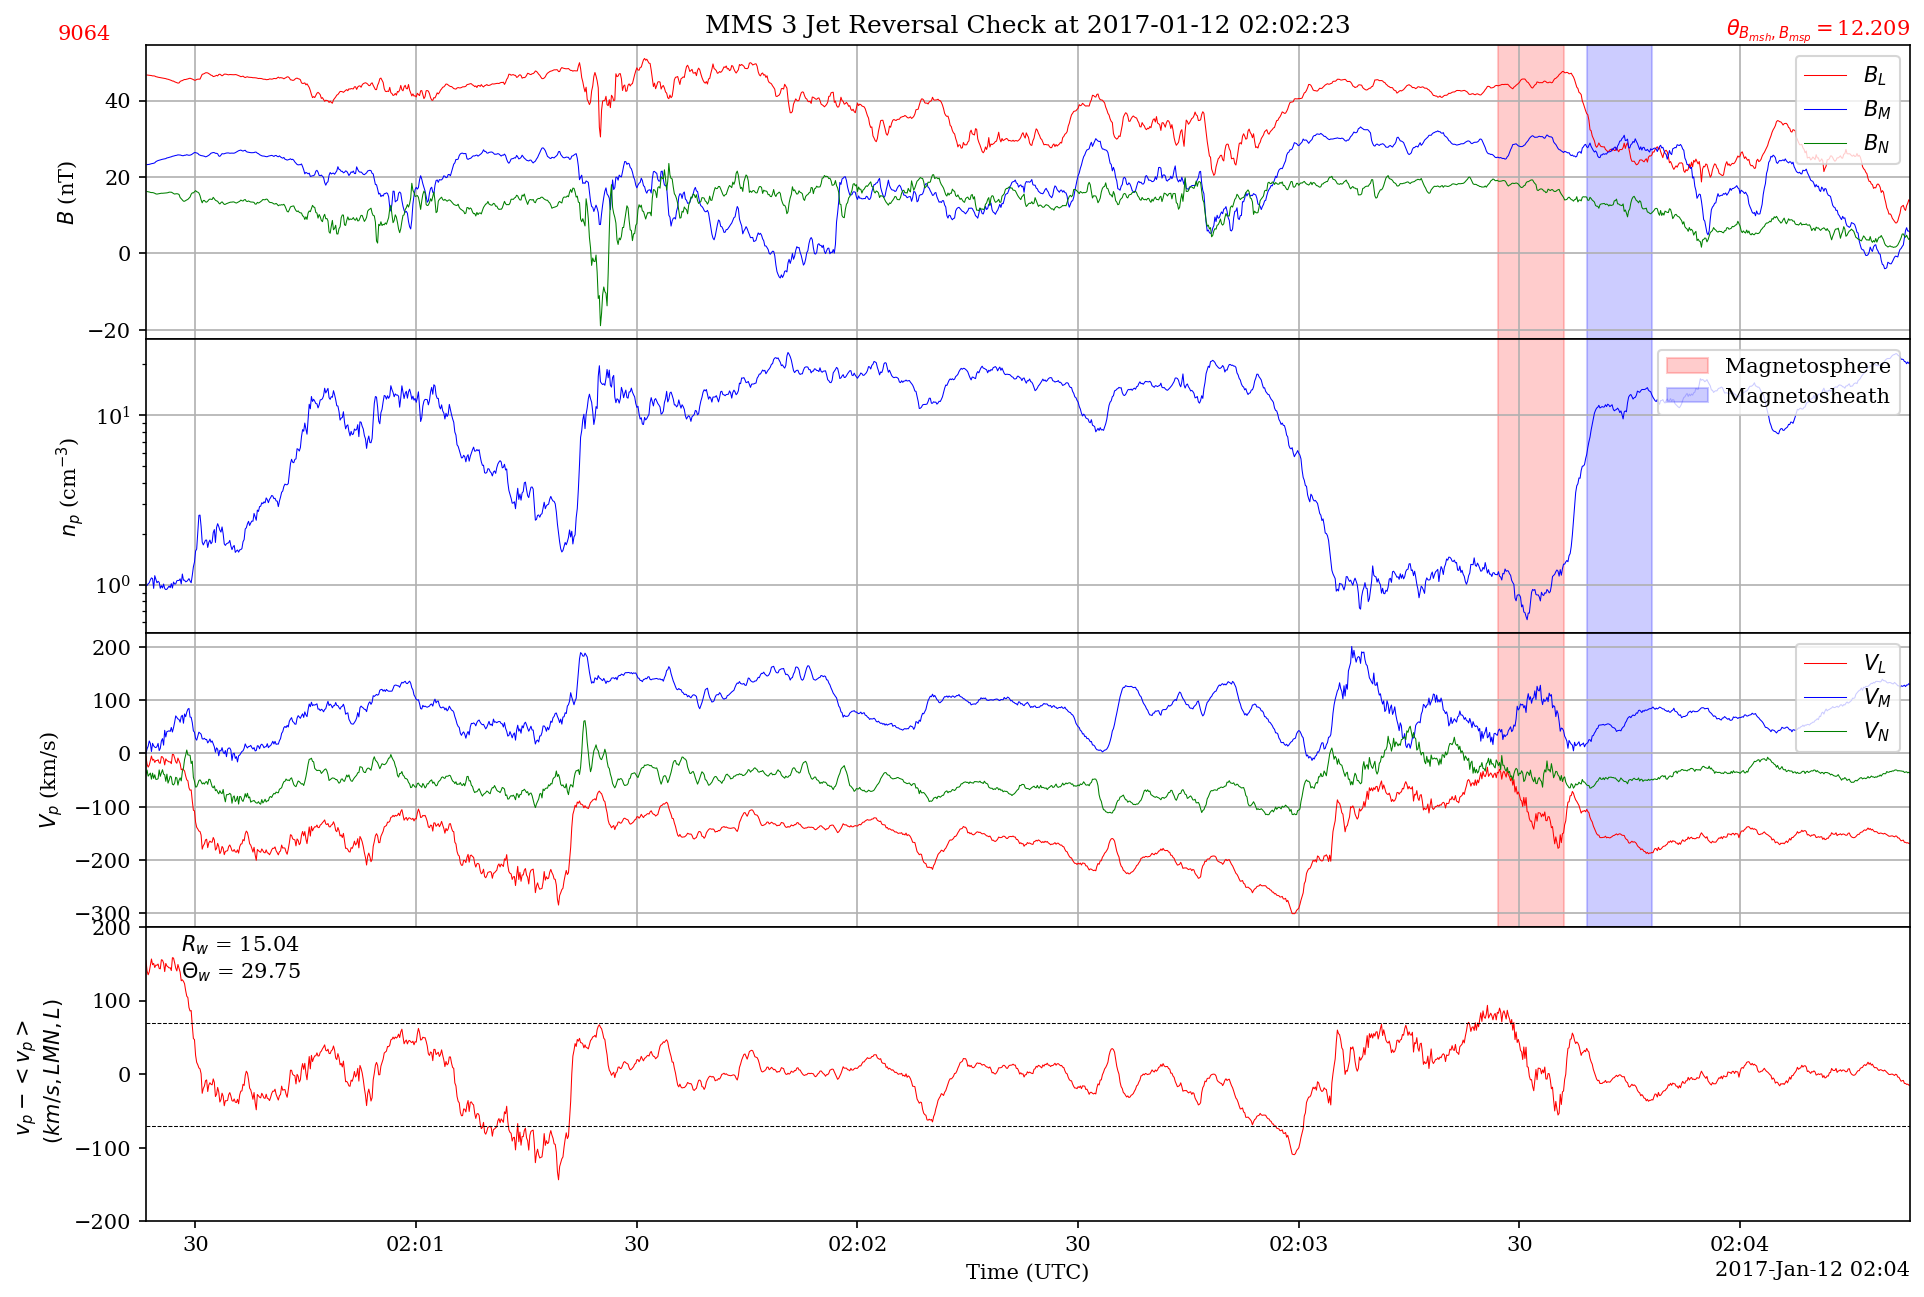 MMS 3 Jet Reversal Check at 2017-01-12 02:02:23
9064
θ_{B_{msh}, B_{msp}} = 12.209
B (nT)
40
20
0
−20
B_L
B_M
B_N
n_p (cm^{−3})
10^1
10^0
Magnetosphere
Magnetosheath
V_p (km/s)
200
100
0
−100
−200
−300
V_L
V_M
V_N
v_p − < v_p >
(km/s, LMN, L)
200
100
0
−100
−200
R_w = 15.04
Θ_w = 29.75
30
02:01
30
02:02
30
02:03
30
02:04
Time (UTC)
2017-Jan-12 02:04